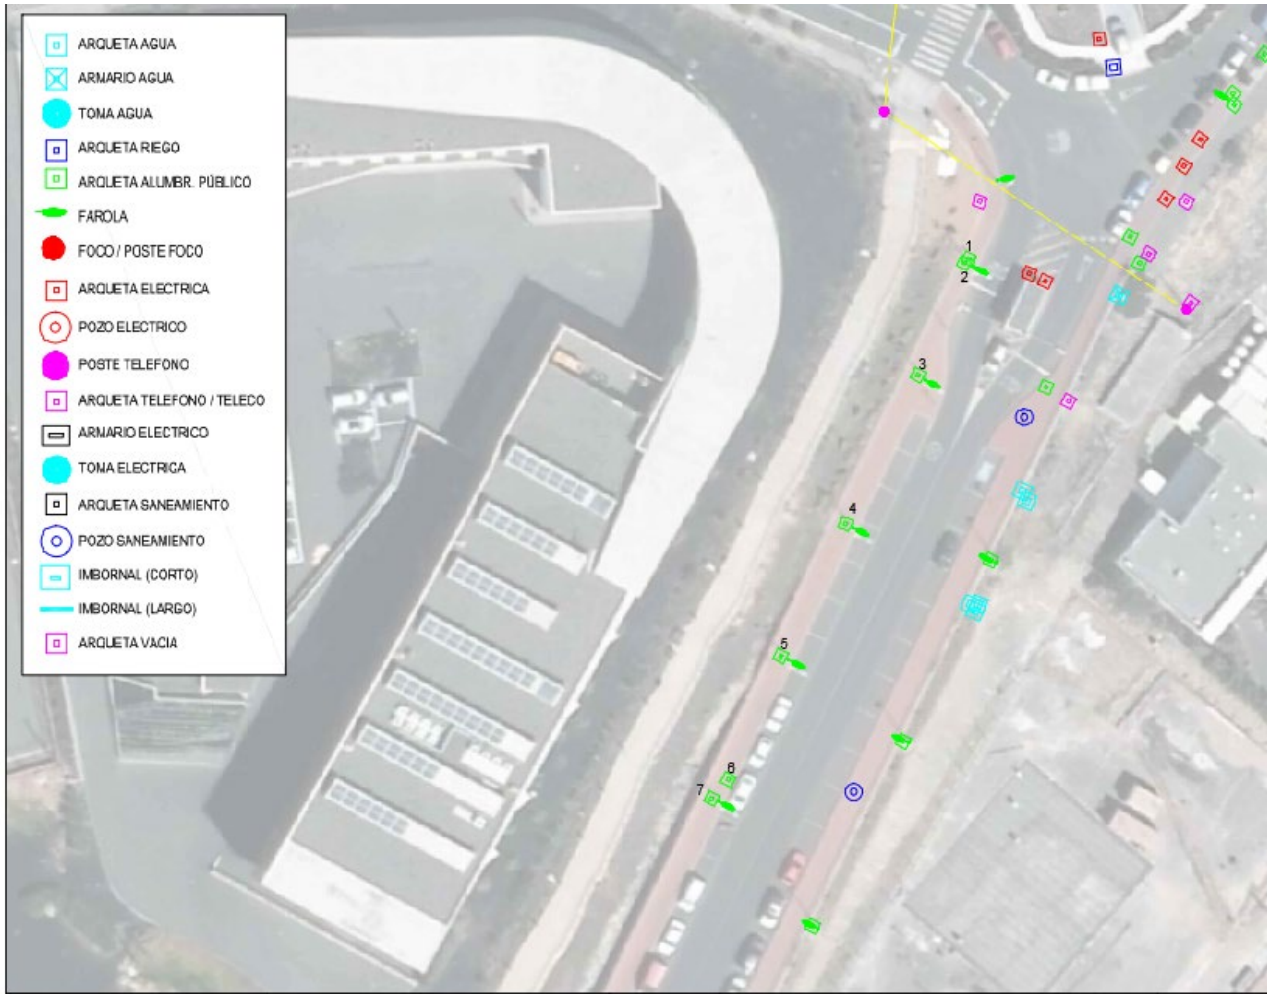 ARQUETA AGUA
ARMARIO AGUA
TOMA AGUA
ARQUETA RIEGO
ARQUETA ALUMBR. PÚBLICO
FAROLA
FOCO / POSTE FOCO
ARQUETA ELECTRICA
POZO ELECTRICO
POSTE TELEFONO
ARQUETA TELEFONO / TELECO
ARMARIO ELECTRICO
TOMA ELECTRICA
ARQUETA SANEAMIENTO
POZO SANEAMIENTO
IMBORNAL (CORTO)
IMBORNAL (LARGO)
ARQUETA VACIA
1
2
3
4
5
6
7